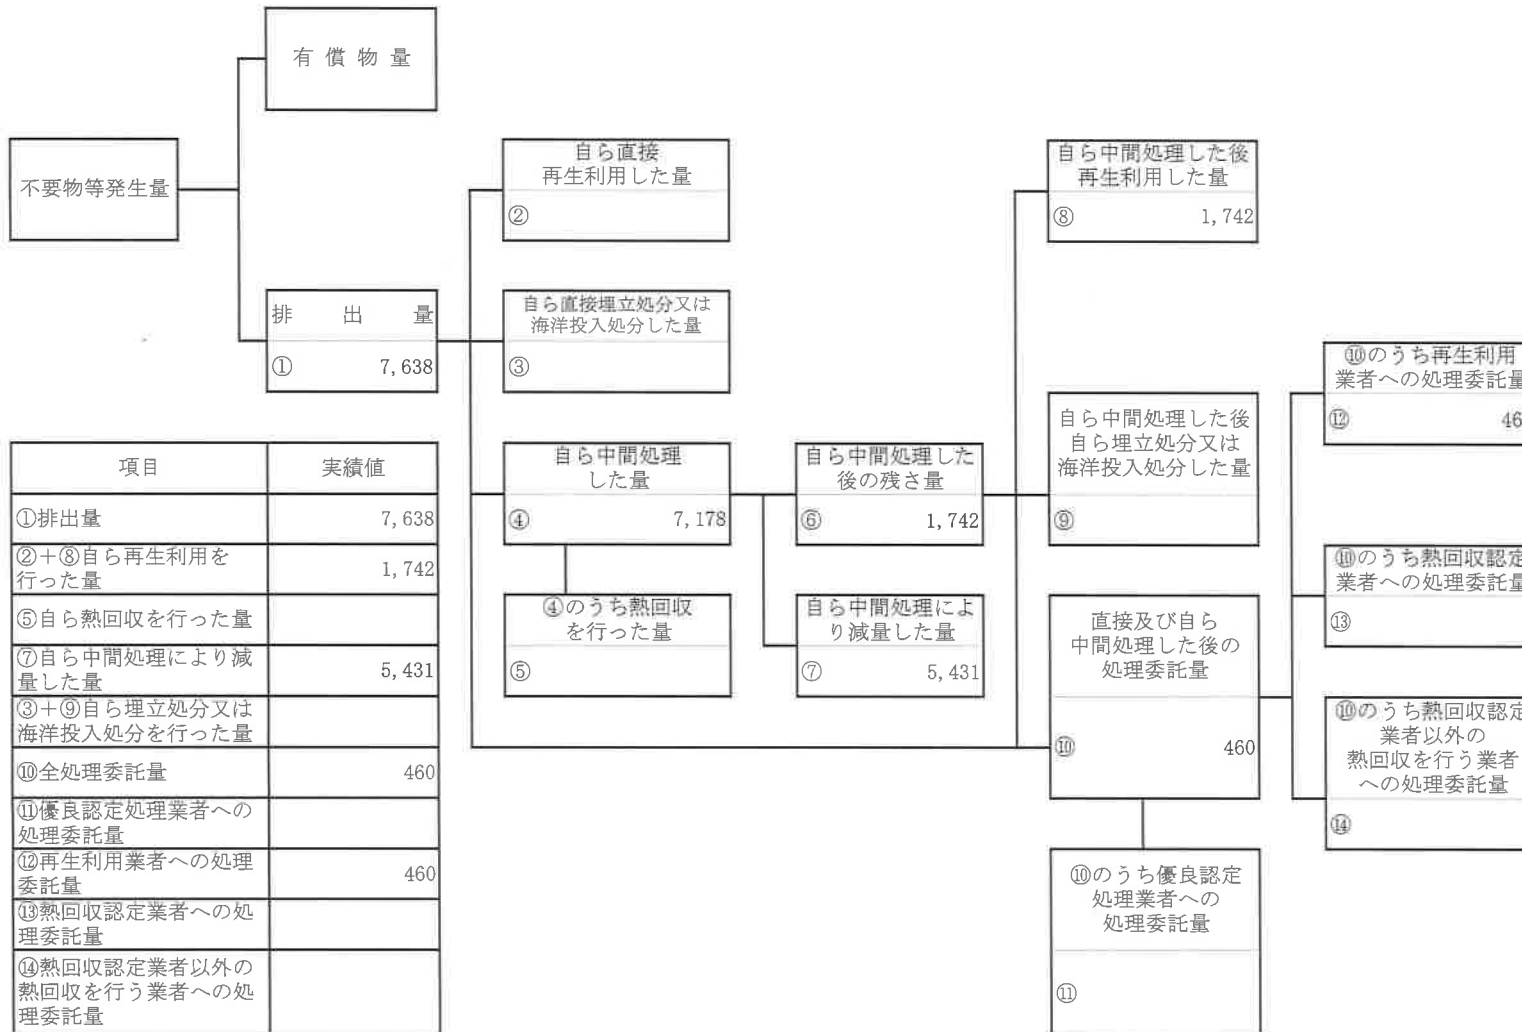 有償物量
不要物等発生量
排出量
① 7,638
自ら直接
再生利用した量
②
自ら直接埋立処分又は
海洋投入処分した量
③
自ら中間処理
した量
④ 7,178
④のうち熱回収
を行った量
⑤
自ら中間処理した
後の残さ量
⑥ 1,742
自ら中間処理によ
り減量した量
⑦ 5,431
自ら中間処理した後
再生利用した量
⑧ 1,742
自ら中間処理した後
自ら埋立処分又は
海洋投入処分した量
⑨
直接及び自ら
中間処理した後の
処理委託量
⑩ 460
⑩のうち優良認定
処理業者への
処理委託量
⑪
⑩のうち再生利用
業者への処理委託量
⑫ 46
⑩のうち熱回収認定
業者への処理委託量
⑬
⑩のうち熱回収認定
業者以外の
熱回収を行う業者
への処理委託量
⑭
項目 実績値
①排出量 7,638
②+⑧自ら再生利用を
行った量 1,742
⑤自ら熱回収を行った量
⑦自ら中間処理により減
量した量 5,431
③+⑨自ら埋立処分又は
海洋投入処分を行った量
⑩全処理委託量 460
⑪優良認定処理業者への
処理委託量
⑫再生利用業者への処理
委託量 460
⑬熱回収認定業者への処
理委託量
⑭熱回収認定業者以外の
熱回収を行う業者への処
理委託量